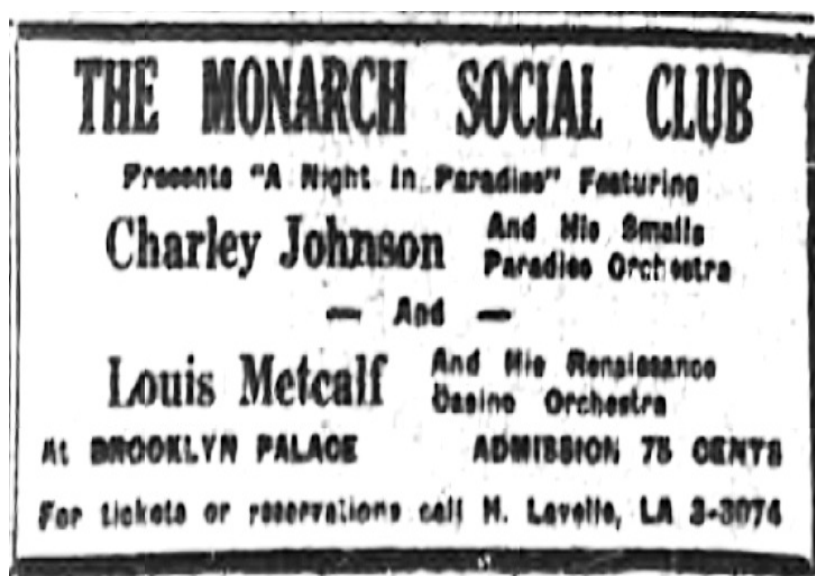 THE MONARCH SOCIAL CLUB
Presents "A Night In Paradise" Featuring
Charley Johnson And His Smalls Paradise Orchestra
— And —
Louis Metcalf And His Renaissance Casino Orchestra
At BROOKLYN PALACE ADMISSION 75 CENTS
For tickets or reservations call H. Lavelle, LA 3-3074